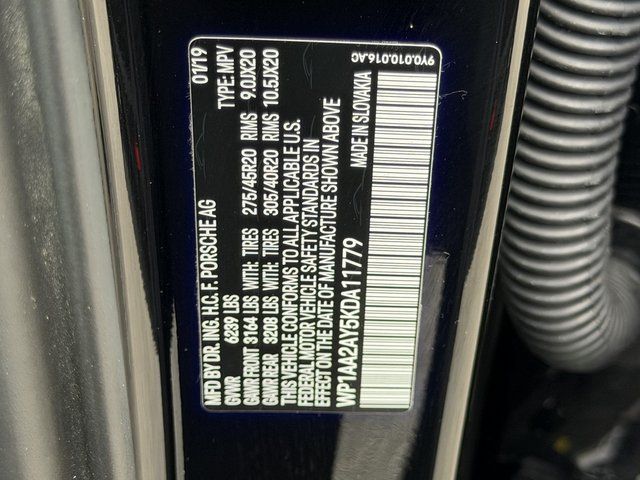 MFD BY DR. ING. H.C. F. PORSCHE AG 01/19
GVWR 6239 LBS TYPE: MPV
GAWR FRONT 3164 LBS WITH: TIRES 275/45R20 RIMS 9.0JX20
GAWR REAR 3208 LBS WITH: TIRES 305/40R20 RIMS 10.5JX20
THIS VEHICLE CONFORMS TO ALL APPLICABLE U.S.
FEDERAL MOTOR VEHICLE SAFETY STANDARDS IN
EFFECT ON THE DATE OF MANUFACTURE SHOWN ABOVE
WP1AA2AY5KDA11779 MADE IN SLOVAKIA
9Y0.010.016.AC